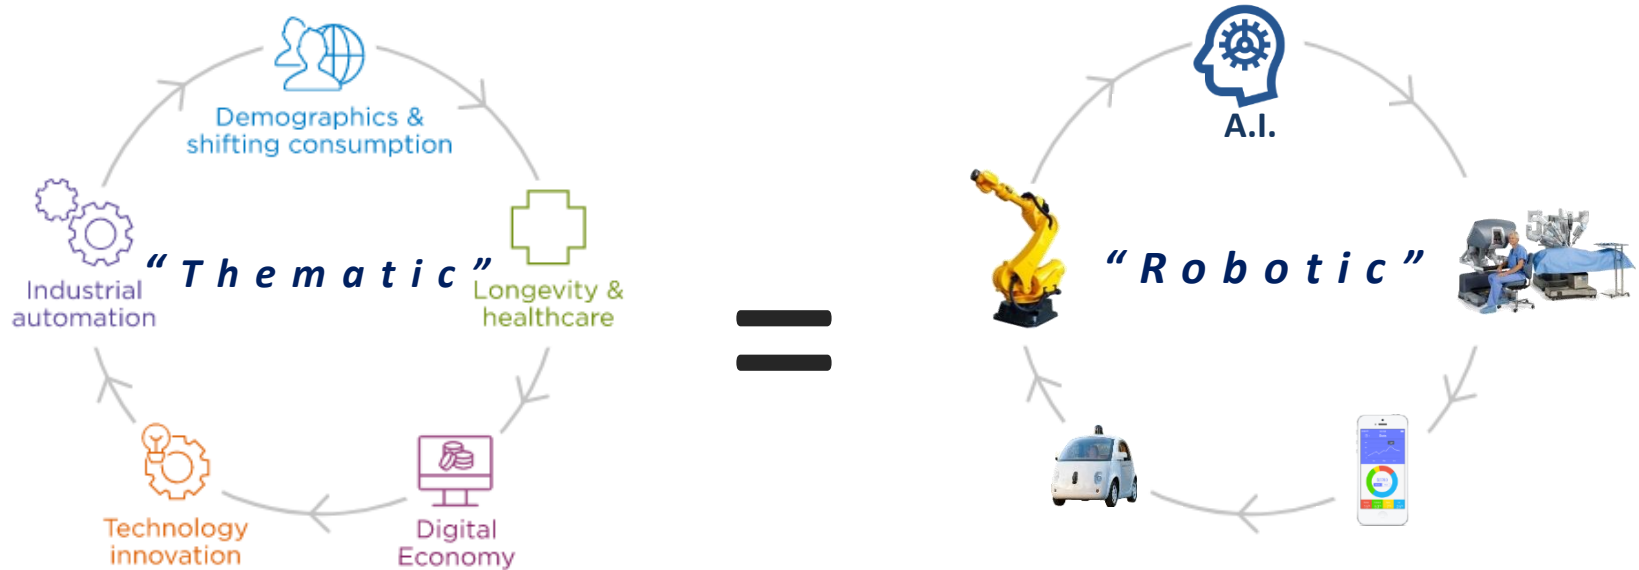 Demographics &
shifting consumption
Industrial
automation
“Thematic”
Longevity &
healthcare
Technology
innovation
Digital
Economy
A.I.
“Robotic”